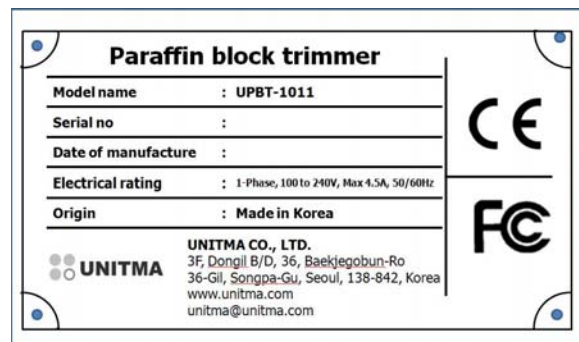 Paraffin block trimmer
Model name : UPBT-1011
Serial no :
Date of manufacture :
Electrical rating : 1-Phase, 100 to 240V, Max 4.5A, 50/60Hz
Origin : Made in Korea
CE
FC
UNITMA
UNITMA CO., LTD.
3F, Dongil B/D, 36, Baekjegobun-Ro
36-Gil, Songpa-Gu, Seoul, 138-842, Korea
www.unitma.com
unitma@unitma.com